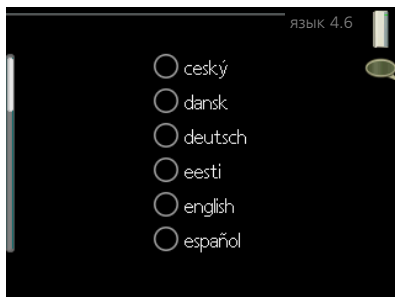 язык 4.6
ceský
dansk
deutsch
eesti
english
español